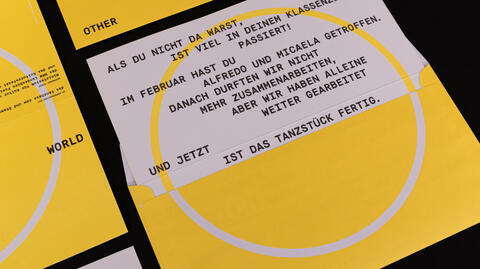 OTHER
ALS DU NICHT DA WARST,
IST VIEL IN DEINEM KLASSENZ
PASSIERT!
IM FEBRUAR HAST DU
ALFREDO UND MICAELA GETROFFEN.
DANACH DURFTEN WIR NICHT
MEHR ZUSAMMENARBEITEN,
ABER WIR HABEN ALLEINE
WEITER GEARBEITET
UND JETZT
IST DAS TANZSTÜCK FERTIG.
WORLD